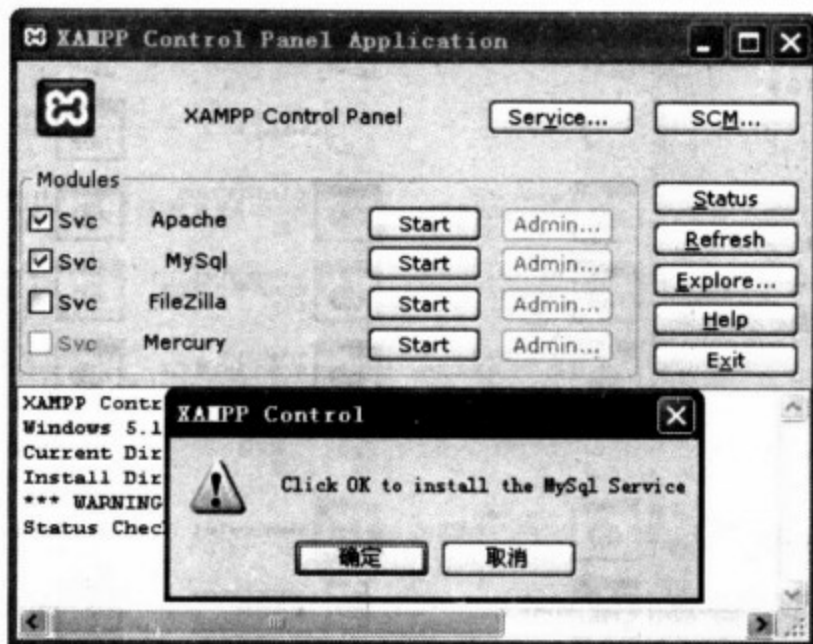 XAMPP Control Panel Application
XAMPP Control Panel
Service...
SCM...
Modules
Svc Apache Start Admin...
Svc MySql Start Admin...
Svc FileZilla Start Admin...
Svc Mercury Start Admin...
Status
Refresh
Explore...
Help
Exit
XAMPP Contr
Windows 5.1
Current Dir
Install Dir
*** WARNING
Status Chec
XAMPP Control
Click OK to install the MySql Service
确定
取消